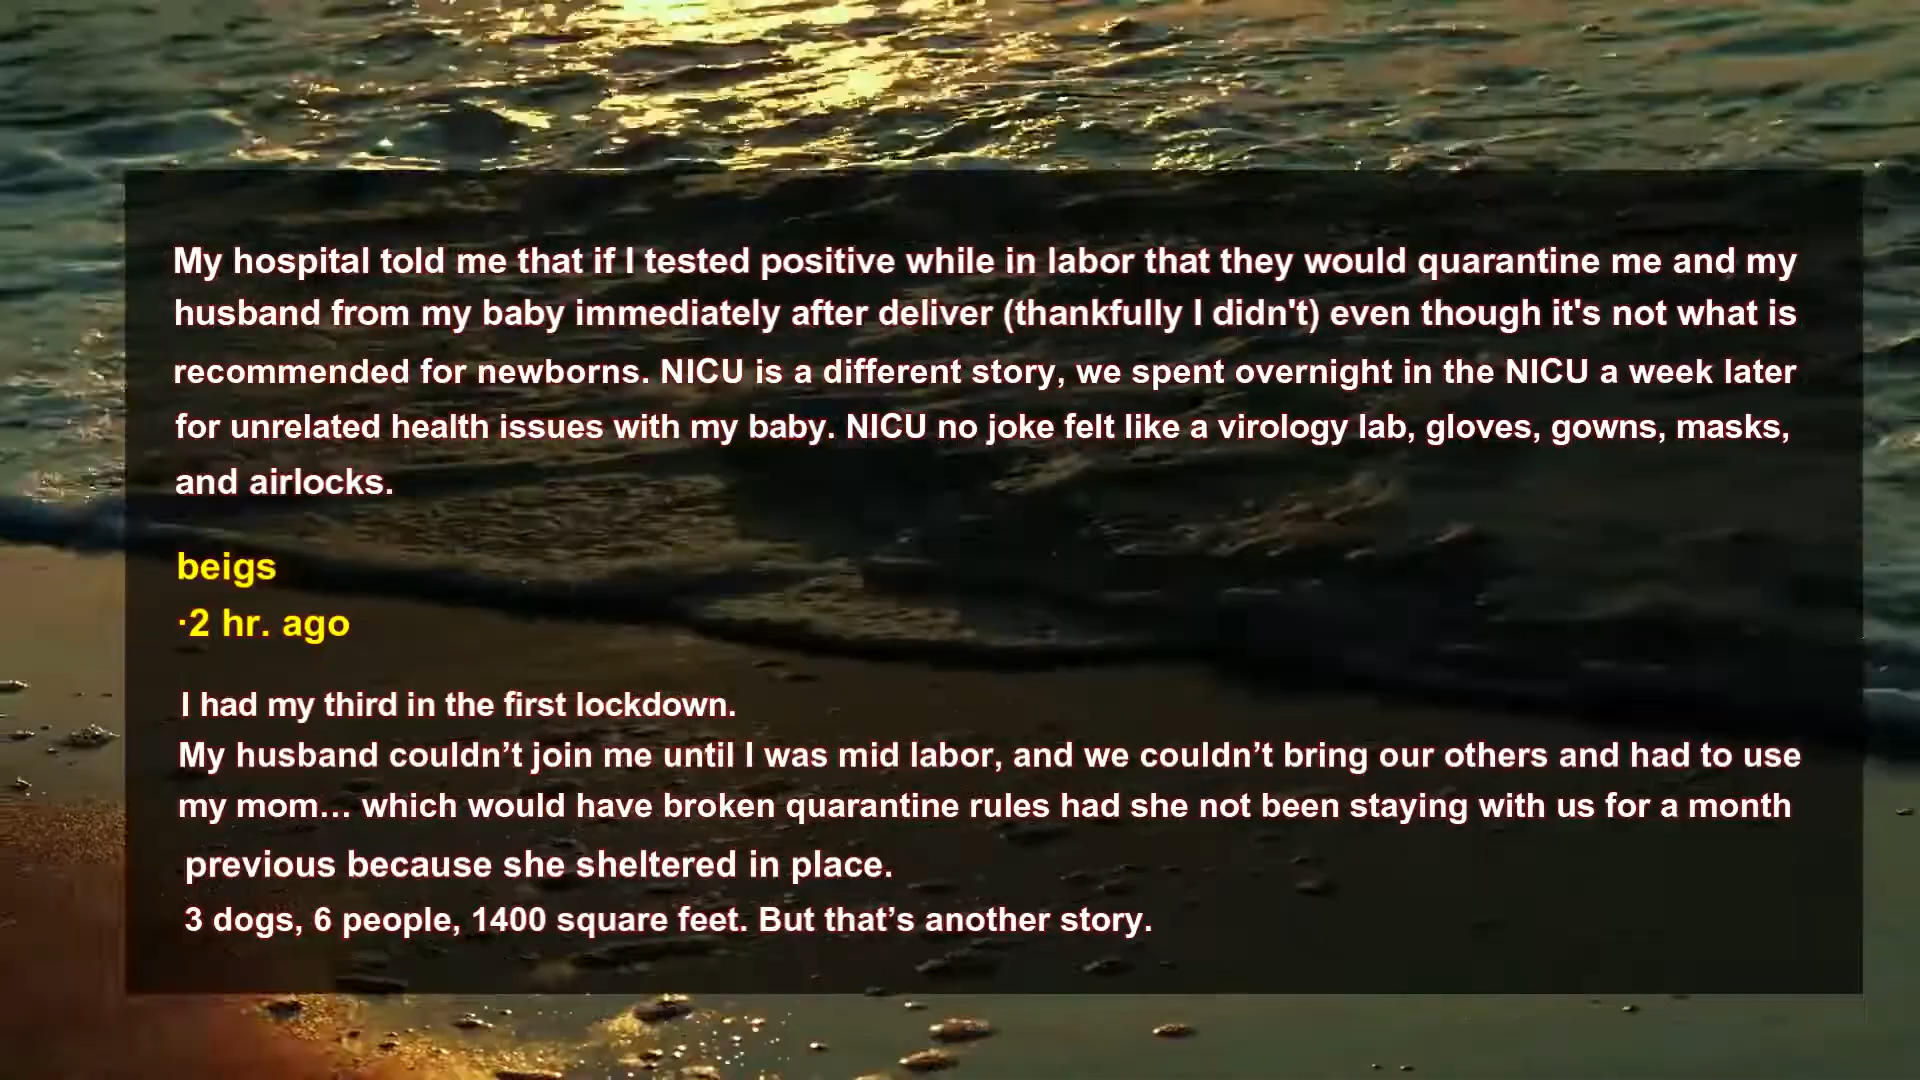 My hospital told me that if I tested positive while in labor that they would quarantine me and my
husband from my baby immediately after deliver (thankfully I didn't) even though it's not what is
recommended for newborns. NICU is a different story, we spent overnight in the NICU a week later
for unrelated health issues with my baby. NICU no joke felt like a virology lab, gloves, gowns, masks,
and airlocks.
beigs
·2 hr. ago
I had my third in the first lockdown.
My husband couldn’t join me until I was mid labor, and we couldn’t bring our others and had to use
my mom… which would have broken quarantine rules had she not been staying with us for a month
previous because she sheltered in place.
3 dogs, 6 people, 1400 square feet. But that’s another story.